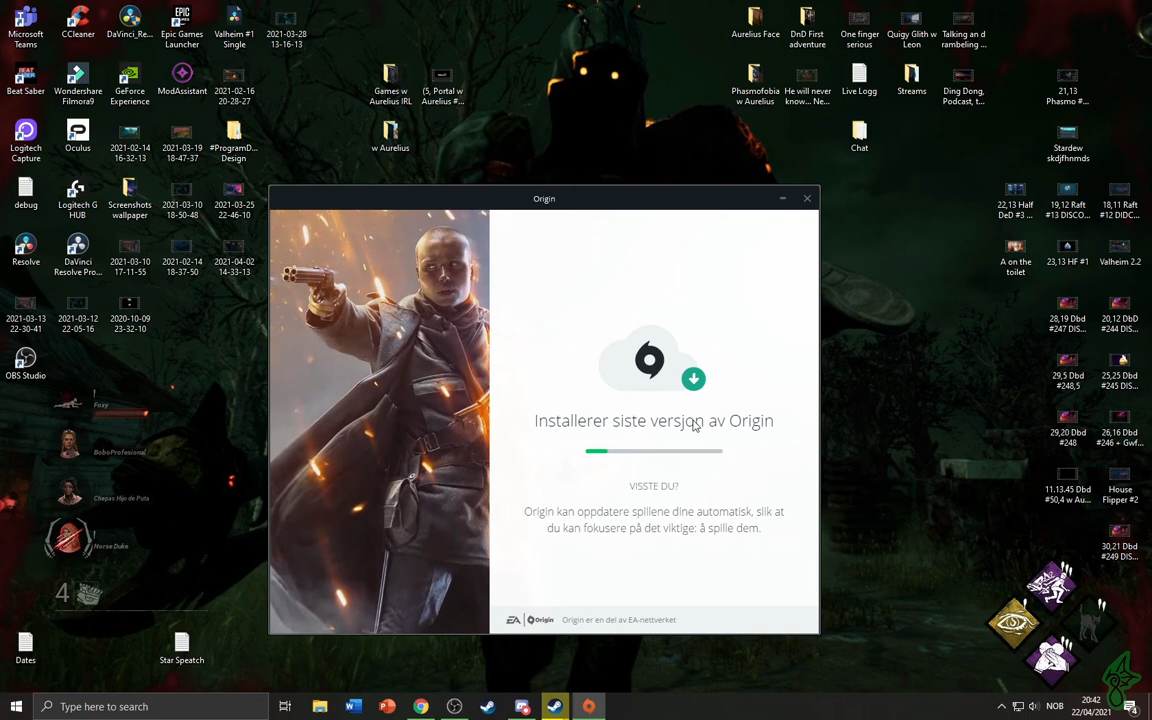 Microsoft
Teams
CCleaner
DaVinci_Re...
Epic Games
Launcher
Valheim #1
Single
2021-03-28
13-16-13
Aurelius Face
DnD First
adventure
One finger
serious
Quigy Glith w
Leon
Talking an d
rambeling ...
Beat Saber
Wondershare
Filmora9
GeForce
Experience
ModAssistant
2021-02-16
20-28-27
Games w
Aurelius IRL
(5, Portal w
Aurelius #...
Phasmofobia
w Aurelius
He will never
know... Ne...
Live Logg
Streams
Ding Dong,
Podcast, t...
21,13
Phasmo #...
Logitech
Capture
Oculus
2021-02-14
16-32-13
2021-03-19
18-47-37
#ProgramD...
Design
w Aurelius
Chat
Stardew
skdjfhnmds
debug
Logitech G
HUB
Screenshots
wallpaper
2021-03-10
18-50-48
2021-03-25
22-46-10
22,13 Half
DeD #3 ...
19,12 Raft
#13 DISCO...
18,11 Raft
#12 DIDC...
Resolve
DaVinci
Resolve Pro...
2021-03-10
17-11-55
2021-02-14
18-37-50
2021-04-02
14-33-13
A on the
toilet
23,13 HF #1
Valheim 2.2
2021-03-13
22-30-41
2021-03-12
22-05-16
2020-10-09
23-32-10
28,19 Dbd
#247 DIS...
20,12 DbD
#244 DIS...
OBS Studio
29,5 Dbd
#248,5
25,25 Dbd
#245 DIS...
29,20 Dbd
#248
26,16 Dbd
#246 + Gwf...
11.13.45 Dbd
#50,4 w Au...
House
Flipper #2
30,21 Dbd
#249 DIS...
Foxy
BoboProfesional
Chepas Hijo de Puta
Norse Duke
4
Dates
Star Speatch
Origin
Installerer siste versjon av Origin
VISSTE DU?
Origin kan oppdatere spillene dine automatisk, slik at
du kan fokusere på det viktige: å spille dem.
EA
Origin
Origin er en del av EA-nettverket
Type here to search
NOB
20:42
22/04/2021
4